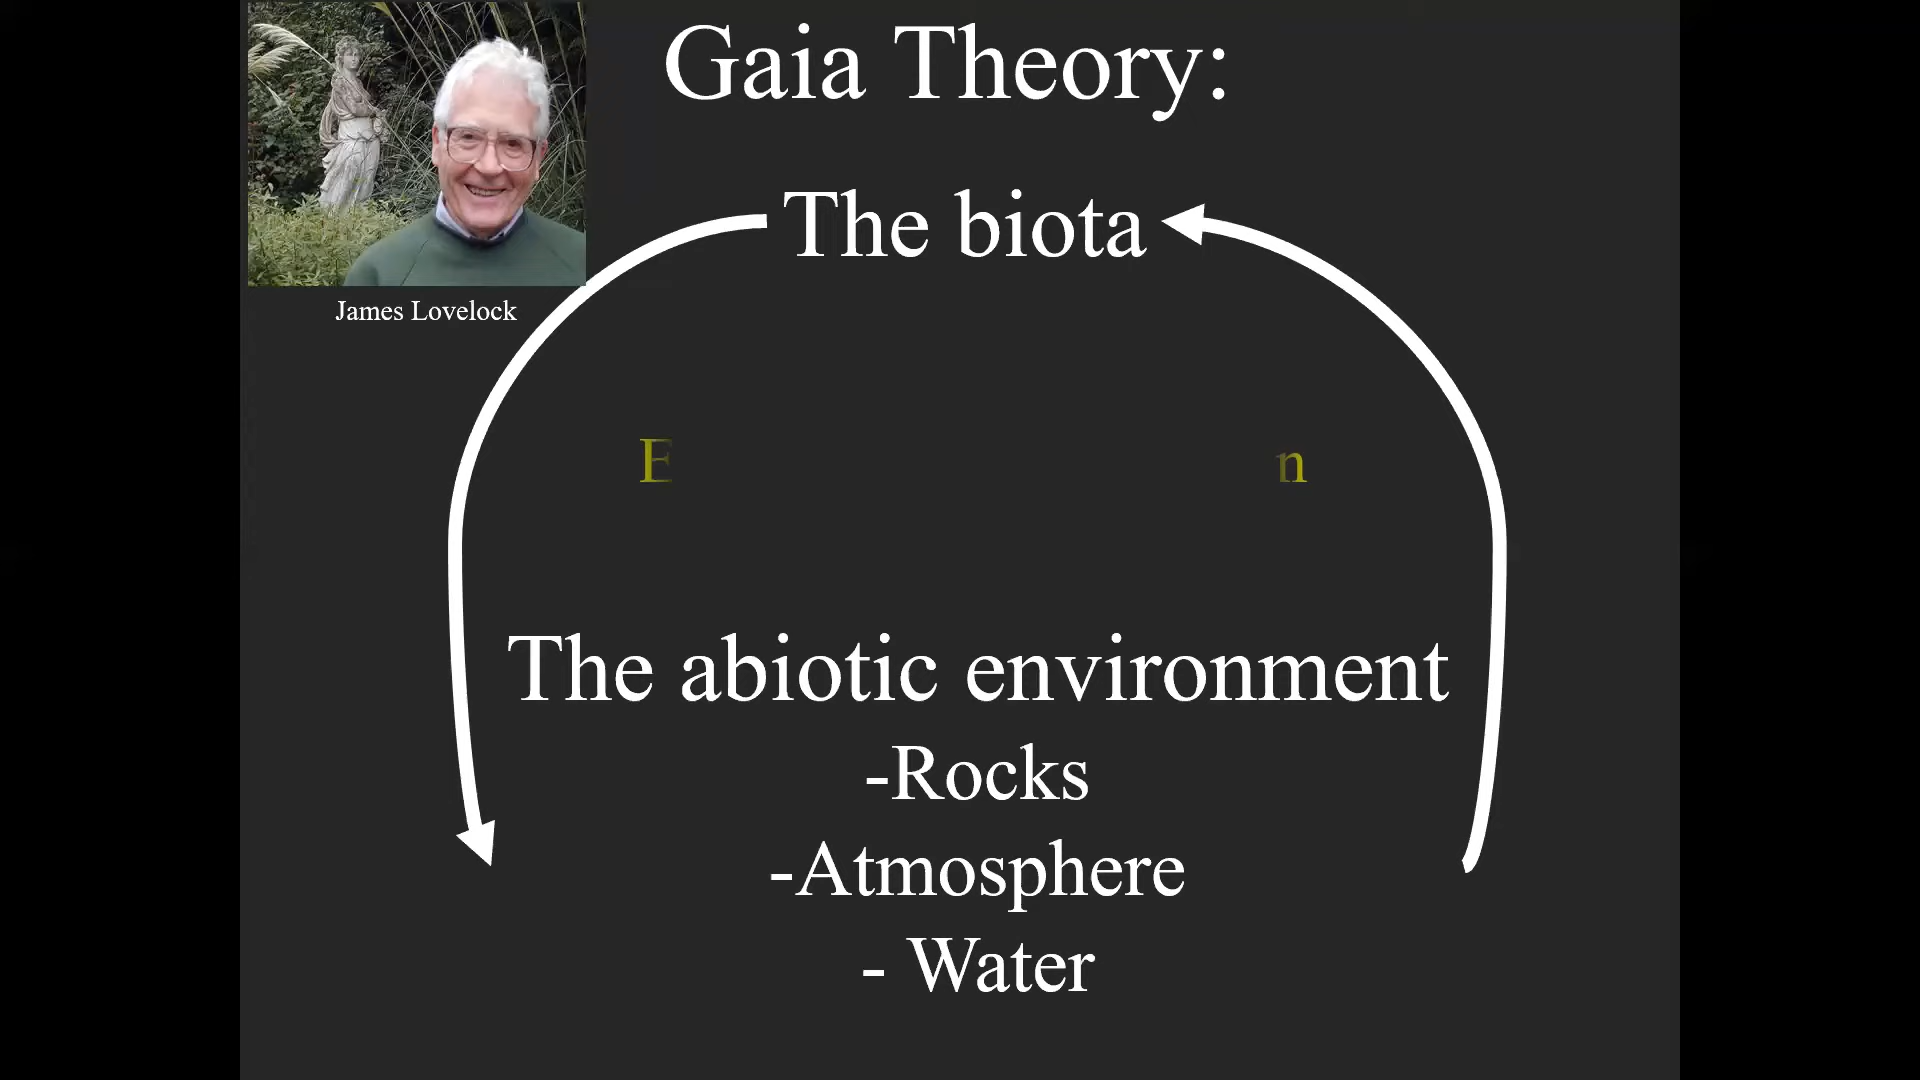 Gaia Theory:
The biota
James Lovelock
The abiotic environment
-Rocks
-Atmosphere
- Water